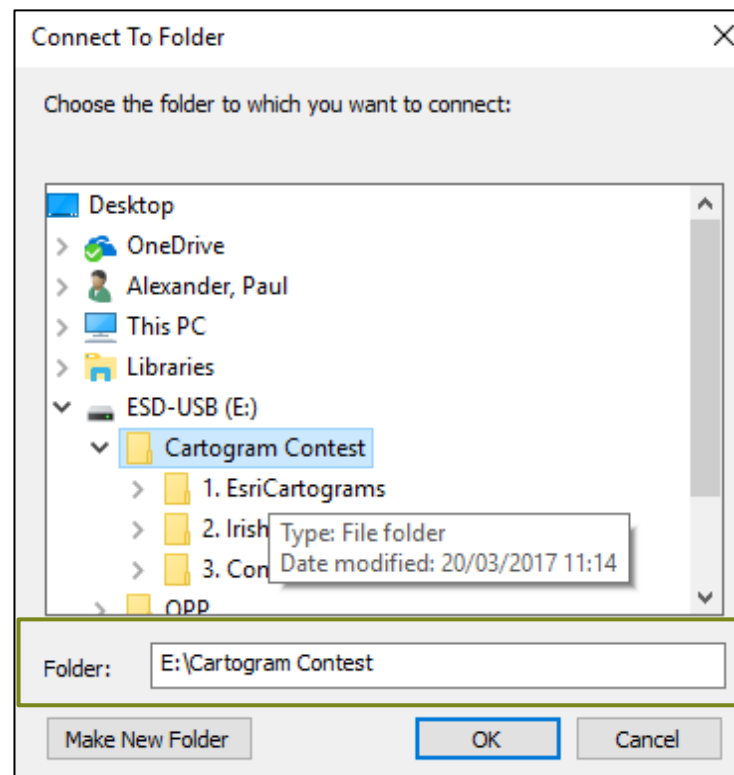 Connect To Folder
Choose the folder to which you want to connect:
Desktop
OneDrive
Alexander, Paul
This PC
Libraries
ESD-USB (E:)
Cartogram Contest
1. EsriCartograms
2. Irish
Type: File folder
3. Con
Date modified: 20/03/2017 11:14
OPP
Folder: E:\Cartogram Contest
Make New Folder OK Cancel